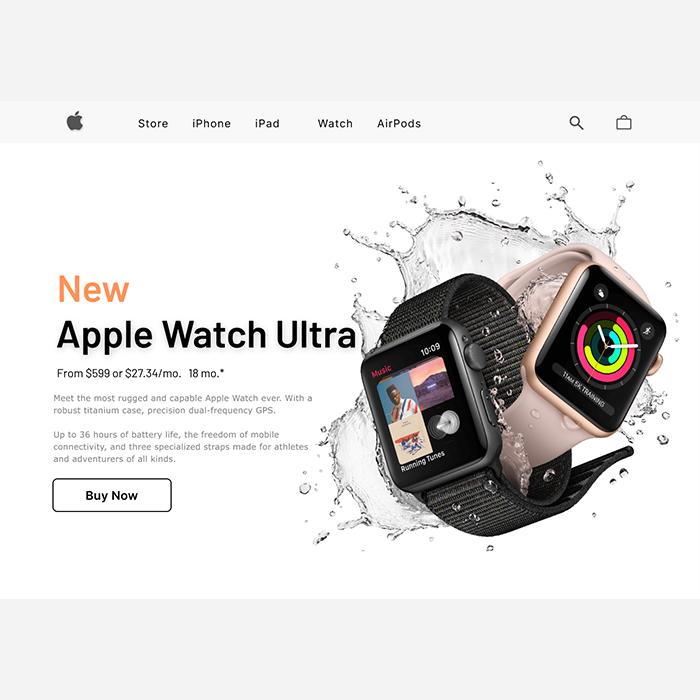 Store iPhone iPad Watch AirPods
New
Apple Watch Ultra
From $599 or $27.34/mo. 18 mo.*
Meet the most rugged and capable Apple Watch ever. With a
robust titanium case, precision dual-frequency GPS.
Up to 36 hours of battery life, the freedom of mobile
connectivity, and three specialized straps made for athletes
and adventurers of all kinds.
Buy Now
10:09
Music
Running Tunes
11AM 5K TRAINING